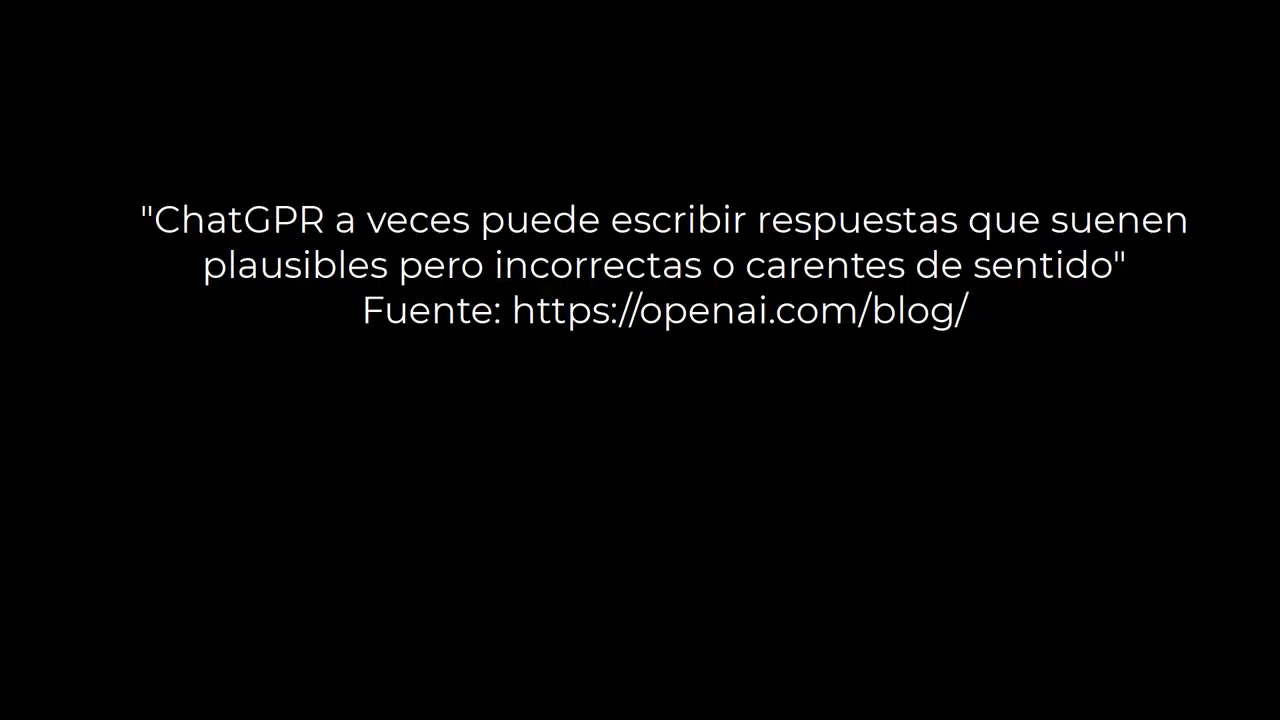 "ChatGPR a veces puede escribir respuestas que suenen
plausibles pero incorrectas o carentes de sentido"
Fuente: https://openai.com/blog/